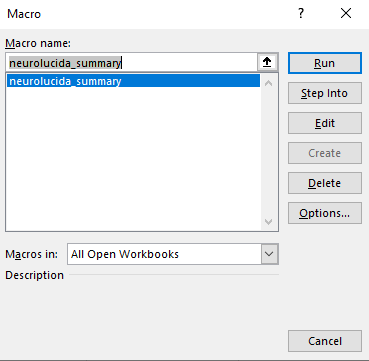 Macro
Macro name:
neurolucida_summary
neurolucida_summary
Run
Step Into
Edit
Create
Delete
Options...
Macros in:
All Open Workbooks
Description
Cancel